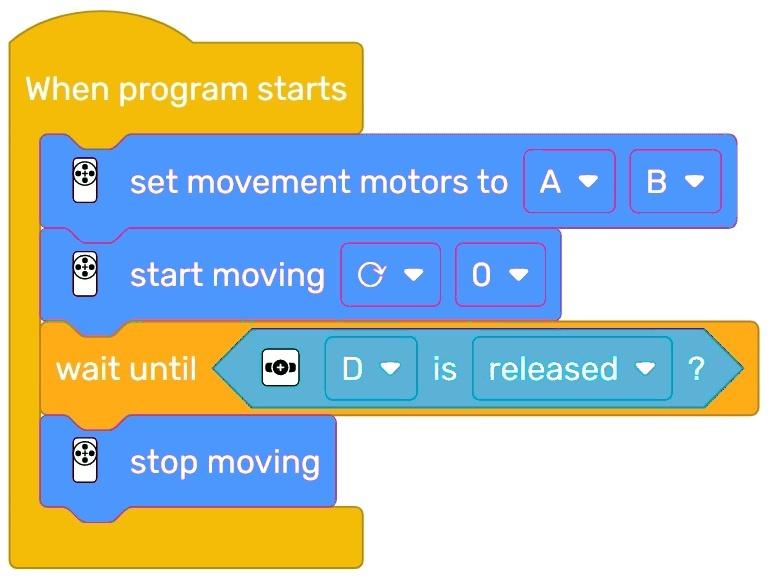 When program starts
set movement motors to A B
start moving 0
wait until D is released ?
stop moving